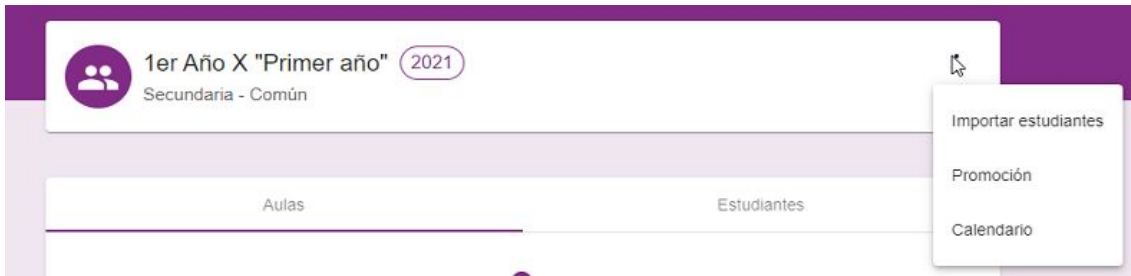 1er Año X "Primer año" 2021
Secundaria - Común
Importar estudiantes
Promoción
Calendario
Aulas Estudiantes